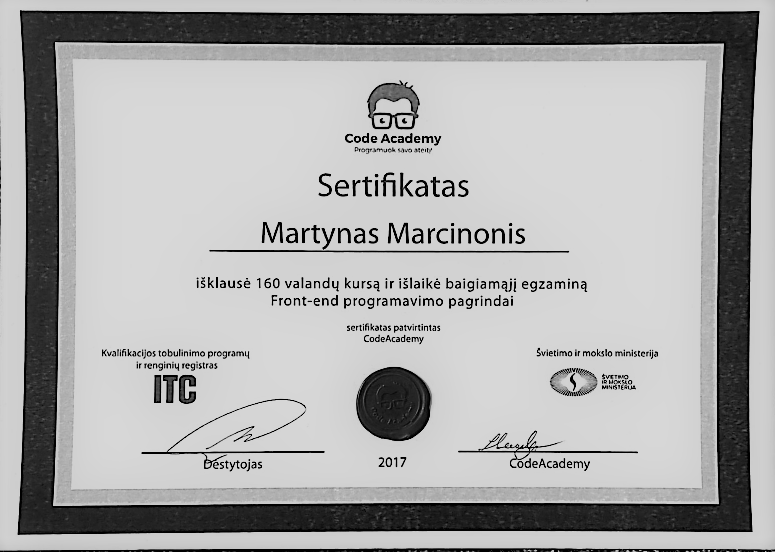 Code Academy
Programuok savo ateitį!
Sertifikatas
Martynas Marcinonis
išklausė 160 valandų kursą ir išlaikė baigiamąjį egzaminą
Front-end programavimo pagrindai
sertifikatas patvirtintas
CodeAcademy
Kvalifikacijos tobulinimo programų
ir renginių registras
ITC
Švietimo ir mokslo ministerija
ŠVIETIMO
IR MOKSLO
MINISTERIJA
Dėstytojas
2017
CodeAcademy